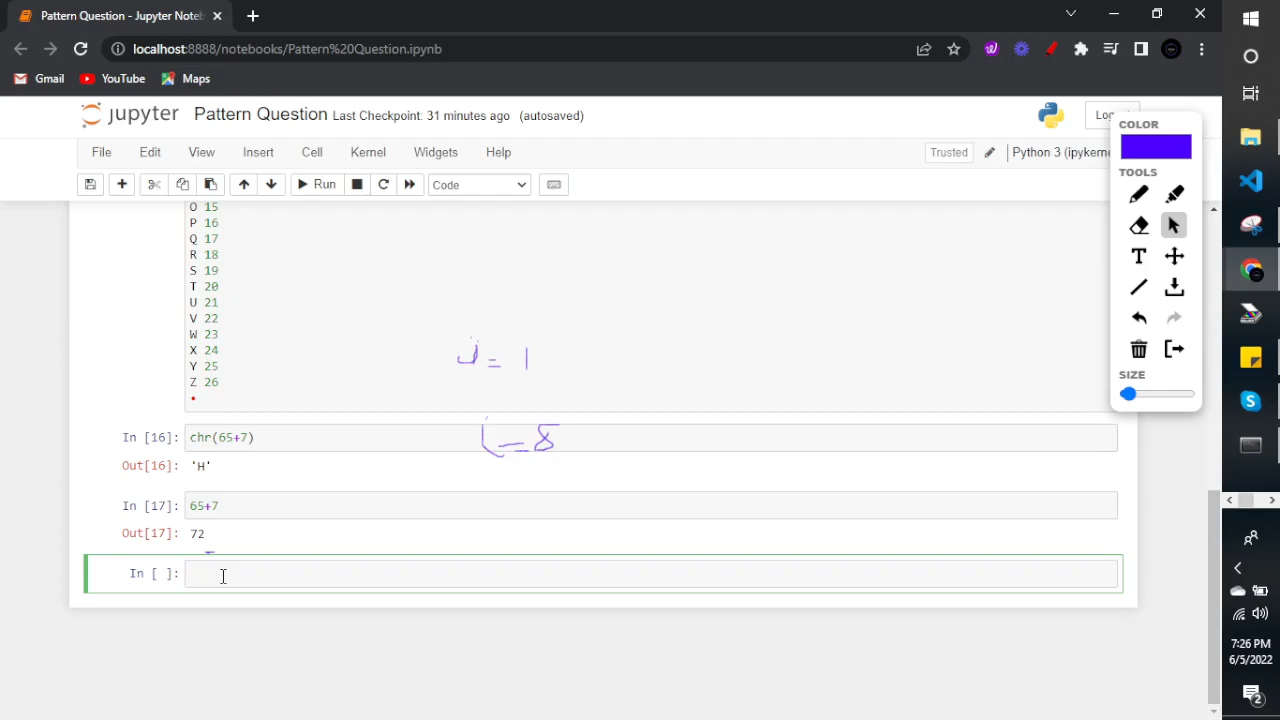 Pattern Question - Jupyter Note
localhost:8888/notebooks/Pattern%20Question.ipynb
Gmail YouTube Maps
jupyter Pattern Question Last Checkpoint: 31 minutes ago (autosaved)
File Edit View Insert Cell Kernel Widgets Help
Trusted Python 3 (ipykerne
Run Code
COLOR
TOOLS
T
SIZE
O 15
P 16
Q 17
R 18
S 19
T 20
U 21
V 22
W 23
X 24
Y 25
Z 26
j = 1
In [16]: chr(65+7)
i = 8
Out[16]: 'H'
In [17]: 65+7
Out[17]: 72
In [ ]:
7:26 PM
6/5/2022
2